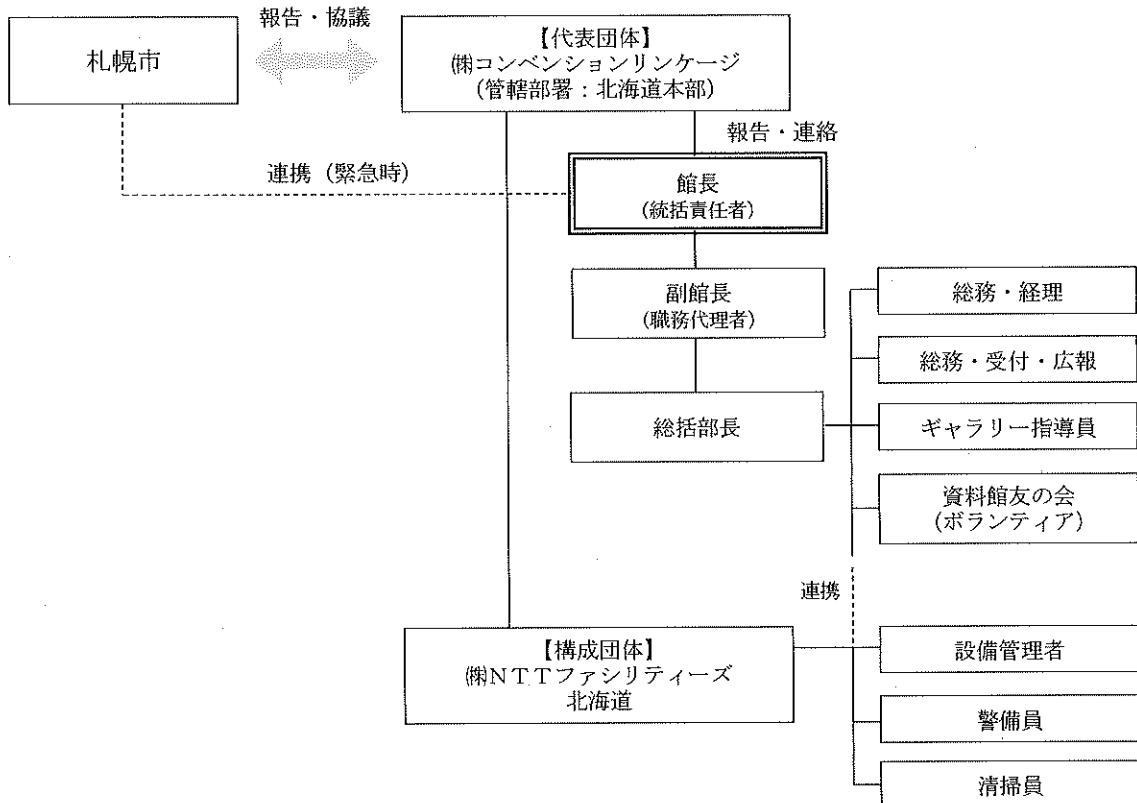 報告・協議
札幌市
【代表団体】
㈱コンベンションリンケージ
(管轄部署：北海道本部)
報告・連絡
連携（緊急時）
館長
(統括責任者)
副館長
(職務代理者)
総括部長
総務・経理
総務・受付・広報
ギャラリー指導員
資料館友の会
(ボランティア)
連携
【構成団体】
㈱ＮＴＴファシリティーズ
北海道
設備管理者
警備員
清掃員